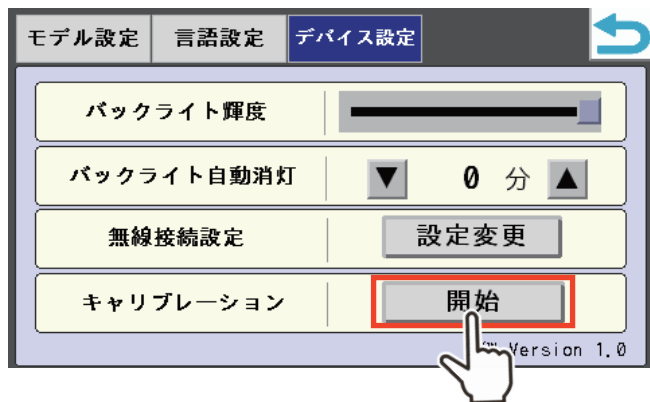 モデル設定 言語設定 デバイス設定
バックライト輝度
バックライト自動消灯 ▼ 0 分 ▲
無線接続設定 設定変更
キャリブレーション 開始
Version 1.0